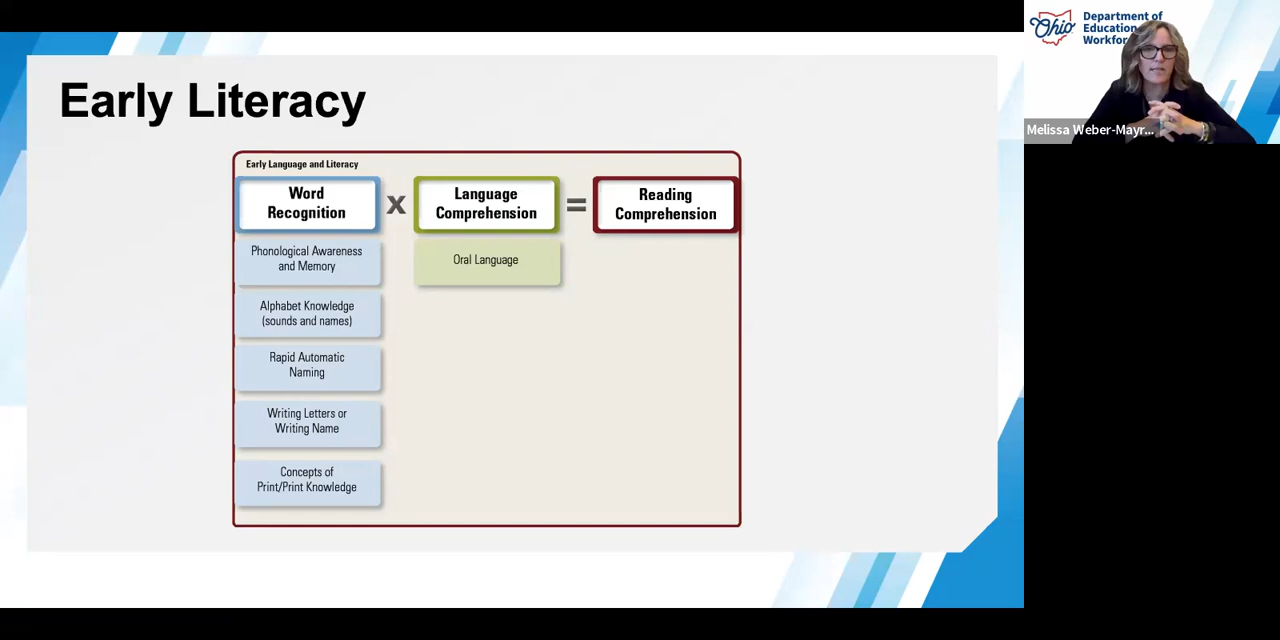 Early Literacy
Early Language and Literacy
Word
Recognition
x
Language
Comprehension
=
Reading
Comprehension
Phonological Awareness
and Memory
Oral Language
Alphabet Knowledge
(sounds and names)
Rapid Automatic
Naming
Writing Letters or
Writing Name
Concepts of
Print/Print Knowledge
Ohio
Department of
Education
Workfor
Melissa Weber-Mayr...